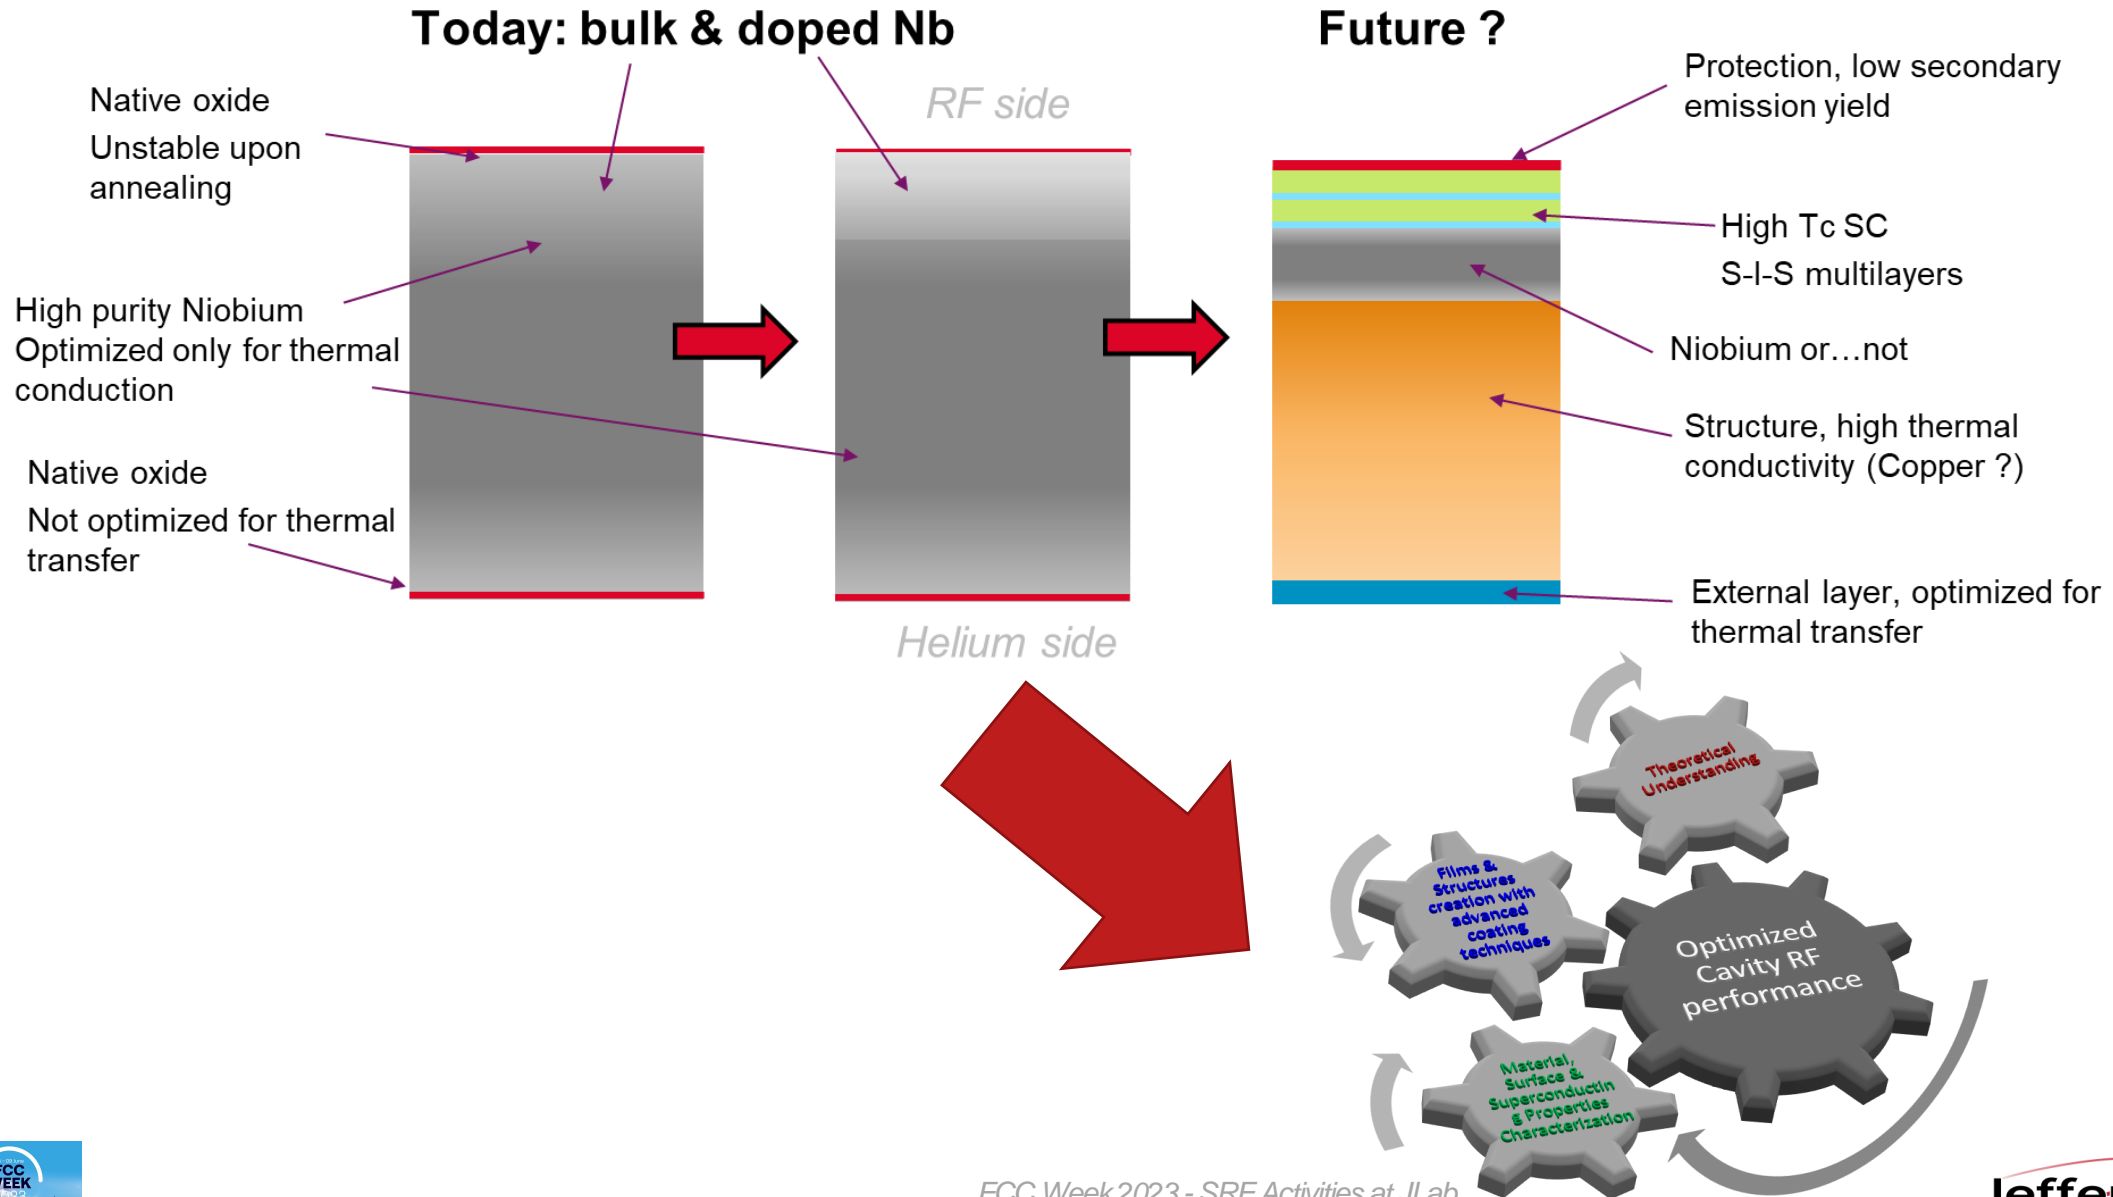 Today: bulk & doped Nb
Future ?
Native oxide
Unstable upon
annealing
RF side
Protection, low secondary
emission yield
High Tc SC
S-I-S multilayers
High purity Niobium
Optimized only for thermal
conduction
Niobium or…not
Structure, high thermal
conductivity (Copper ?)
Native oxide
Not optimized for thermal
transfer
External layer, optimized for
thermal transfer
Helium side
Theoretical
Understanding
Films &
Structures
creation with
advanced
coating
techniques
Optimized
Cavity RF
performance
Material,
Surface &
Superconductin
g Properties
Characterization
FCC
WEEK
FCC Week 2023 - SRF Activities at JLab
Jeffer